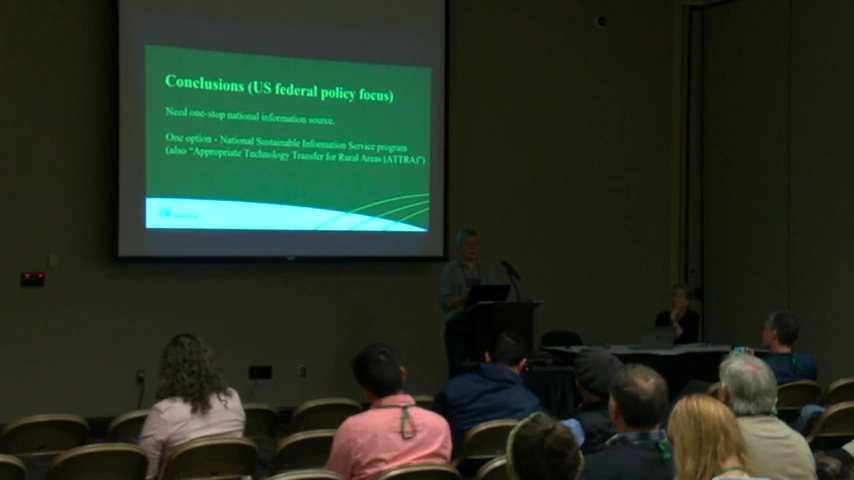 Conclusions (US federal policy focus)
Need one-stop national information source.
One option - National Sustainable Information Service program
(also "Appropriate Technology Transfer for Rural Areas (ATTRA)")